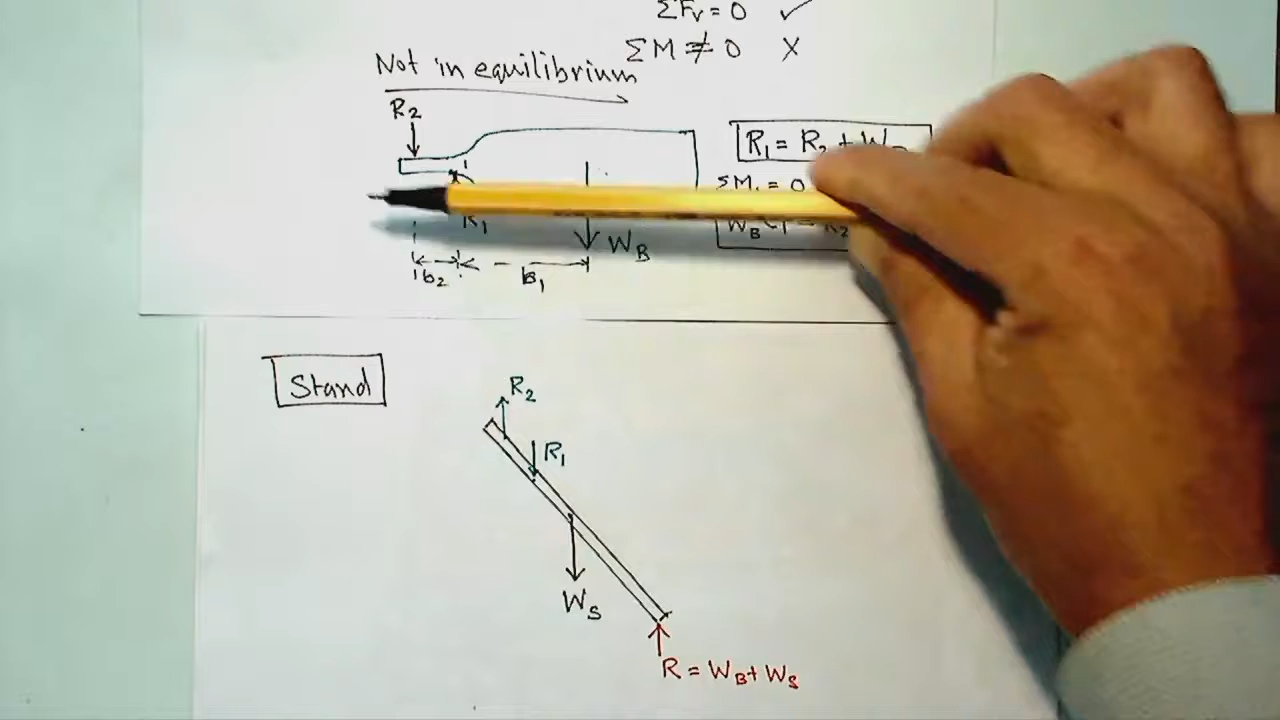 ΣFv = 0 ✓
ΣM ≠ 0 X
Not in equilibrium
R2
R1 = R2 +
ΣM1 = 0
R1
WB
b2
b1
Stand
R2
R1
Ws
R = WB + Ws